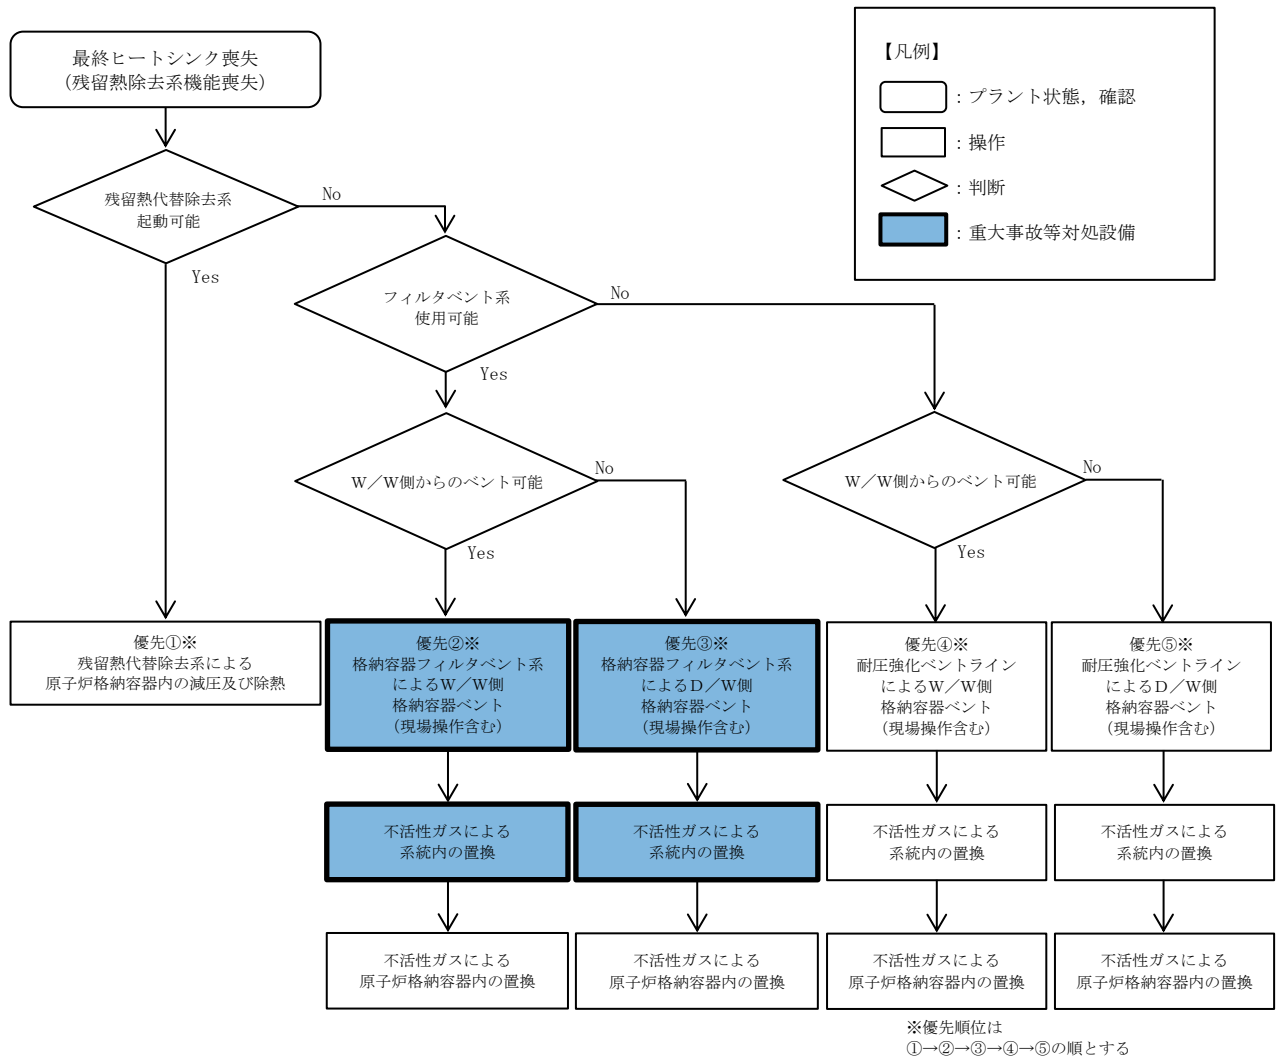 最終ヒートシンク喪失
(残留熱除去系機能喪失)
【凡例】
：プラント状態，確認
：操作
：判断
：重大事故等対処設備
残留熱代替除去系
起動可能
No
Yes
フィルタベント系
使用可能
No
Yes
W／W側からのベント可能
No
Yes
W／W側からのベント可能
No
Yes
優先①※
残留熱代替除去系による
原子炉格納容器内の減圧及び除熱
優先②※
格納容器フィルタベント系
によるW／W側
格納容器ベント
(現場操作含む)
優先③※
格納容器フィルタベント系
によるD／W側
格納容器ベント
(現場操作含む)
優先④※
耐圧強化ベントライン
によるW／W側
格納容器ベント
(現場操作含む)
優先⑤※
耐圧強化ベントライン
によるD／W側
格納容器ベント
(現場操作含む)
不活性ガスによる
系統内の置換
不活性ガスによる
系統内の置換
不活性ガスによる
系統内の置換
不活性ガスによる
系統内の置換
不活性ガスによる
原子炉格納容器内の置換
不活性ガスによる
原子炉格納容器内の置換
不活性ガスによる
原子炉格納容器内の置換
不活性ガスによる
原子炉格納容器内の置換
※優先順位は
①→②→③→④→⑤の順とする